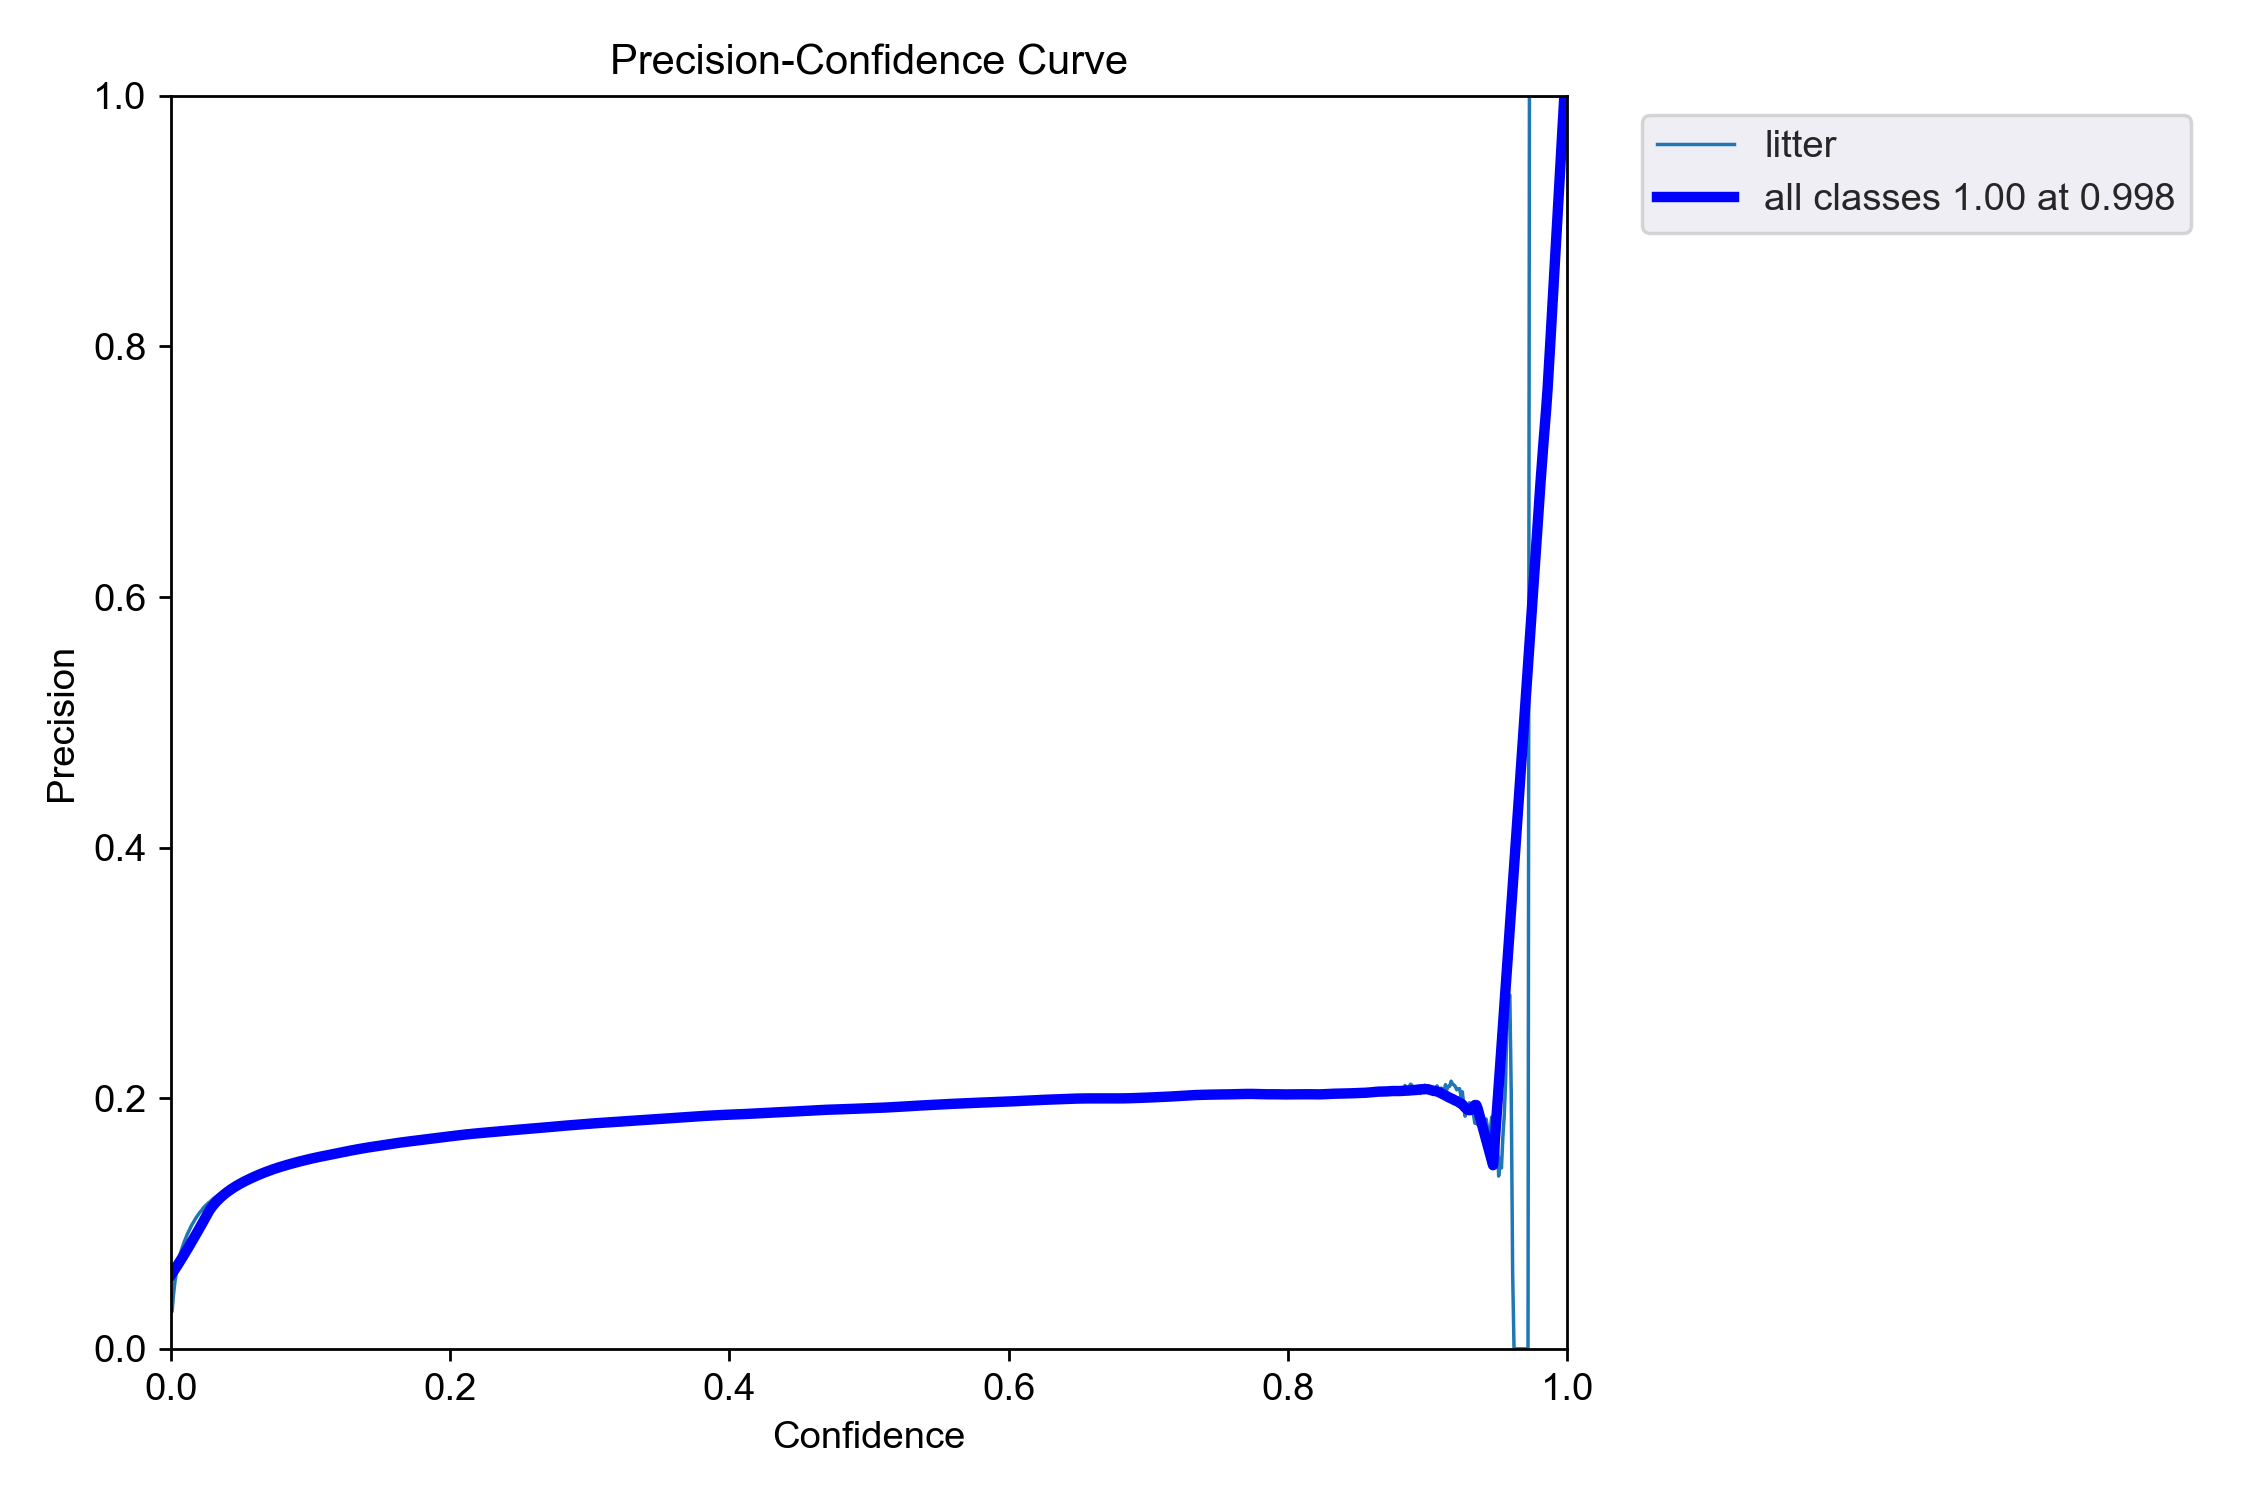 Precision-Confidence Curve
1.0
0.8
0.6
0.4
0.2
0.0
Precision
0.0 0.2 0.4 0.6 0.8 1.0
Confidence
litter
all classes 1.00 at 0.998